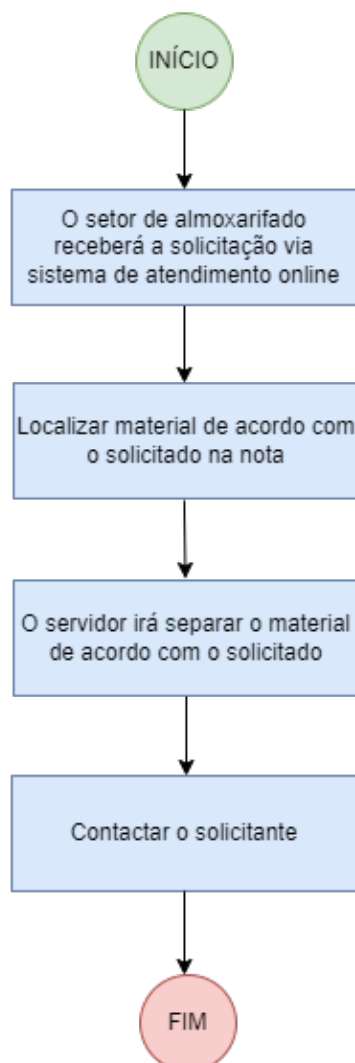 INÍCIO
O setor de almoxarifado
receberá a solicitação via
sistema de atendimento online
Localizar material de acordo com
o solicitado na nota
O servidor irá separar o material
de acordo com o solicitado
Contactar o solicitante
FIM